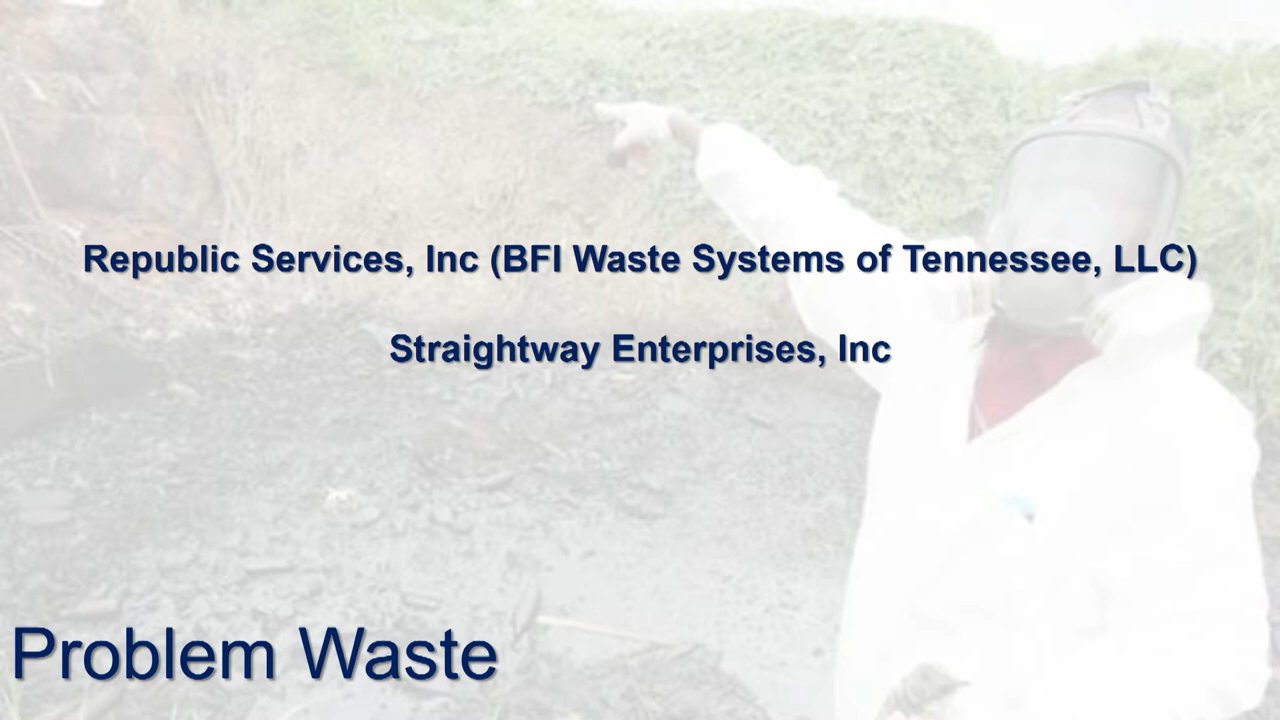 Republic Services, Inc (BFI Waste Systems of Tennessee, LLC)
Straightway Enterprises, Inc
Problem Waste